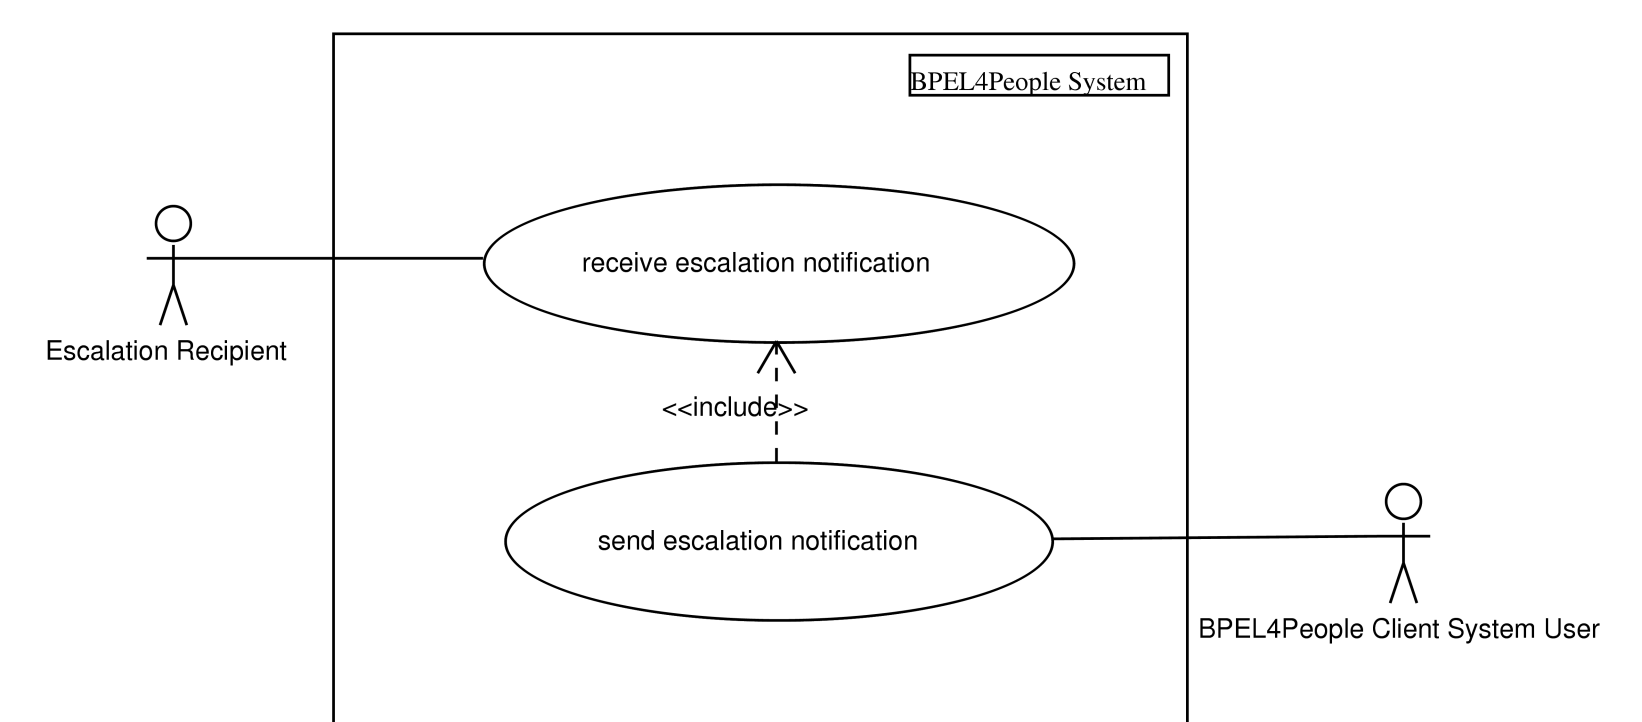 BPEL4People System
receive escalation notification
Escalation Recipient
<<include>>
send escalation notification
BPEL4People Client System User